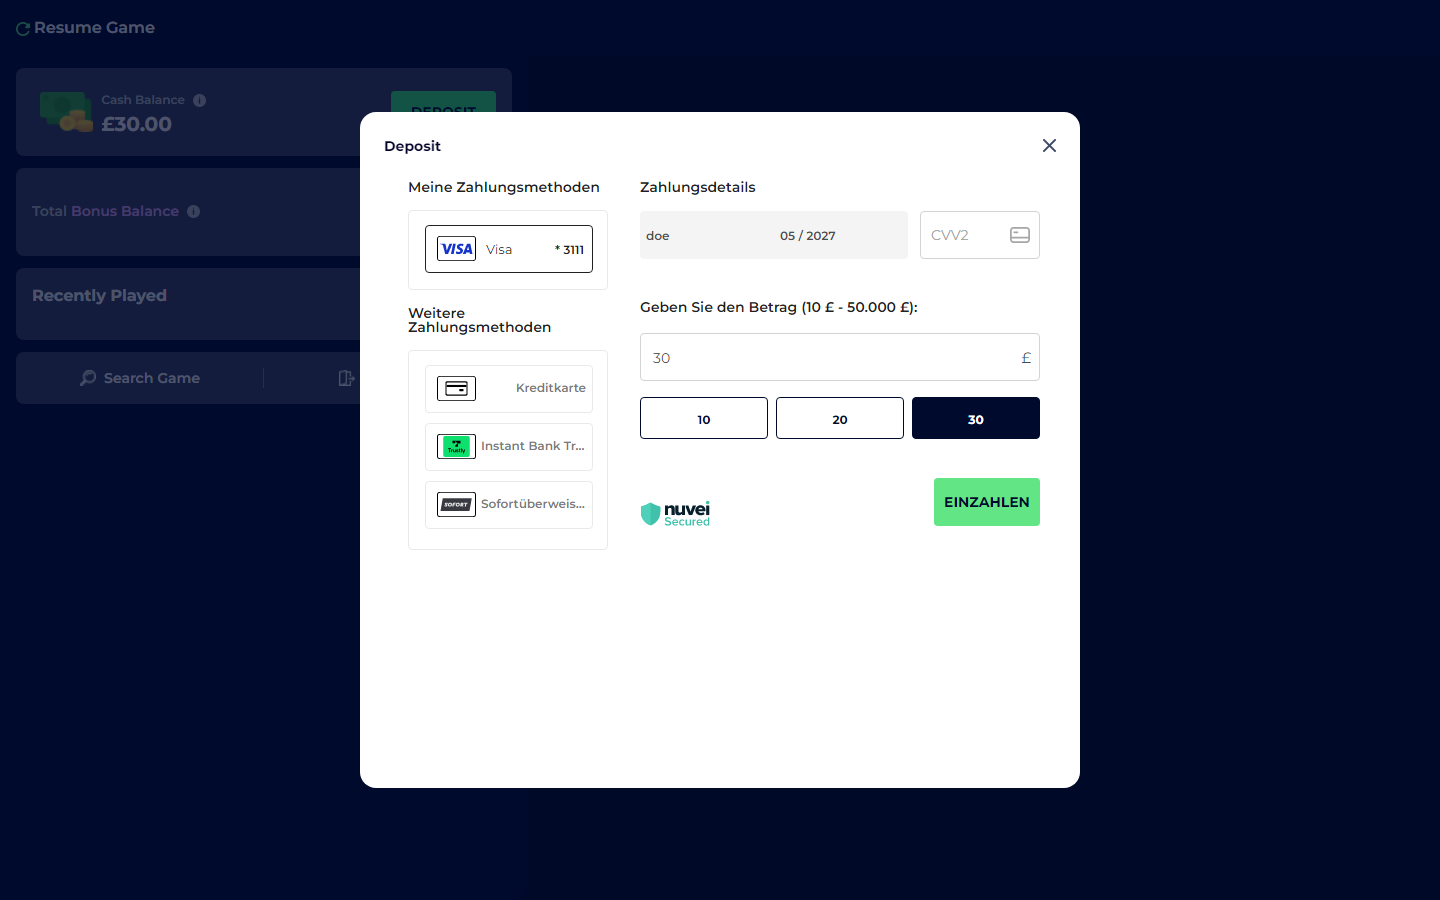 Resume Game
Cash Balance
£30.00
DEPOSIT
Total Bonus Balance
Recently Played
Search Game
Deposit
Meine Zahlungsmethoden
VISA Visa * 3111
Weitere
Zahlungsmethoden
Kreditkarte
Trustly Instant Bank Tr...
SOFORT Sofortüberweis...
Zahlungsdetails
doe 05 / 2027 CVV2
Geben Sie den Betrag (10 £ - 50.000 £):
30 £
10 20 30
nuvei
Secured
EINZAHLEN